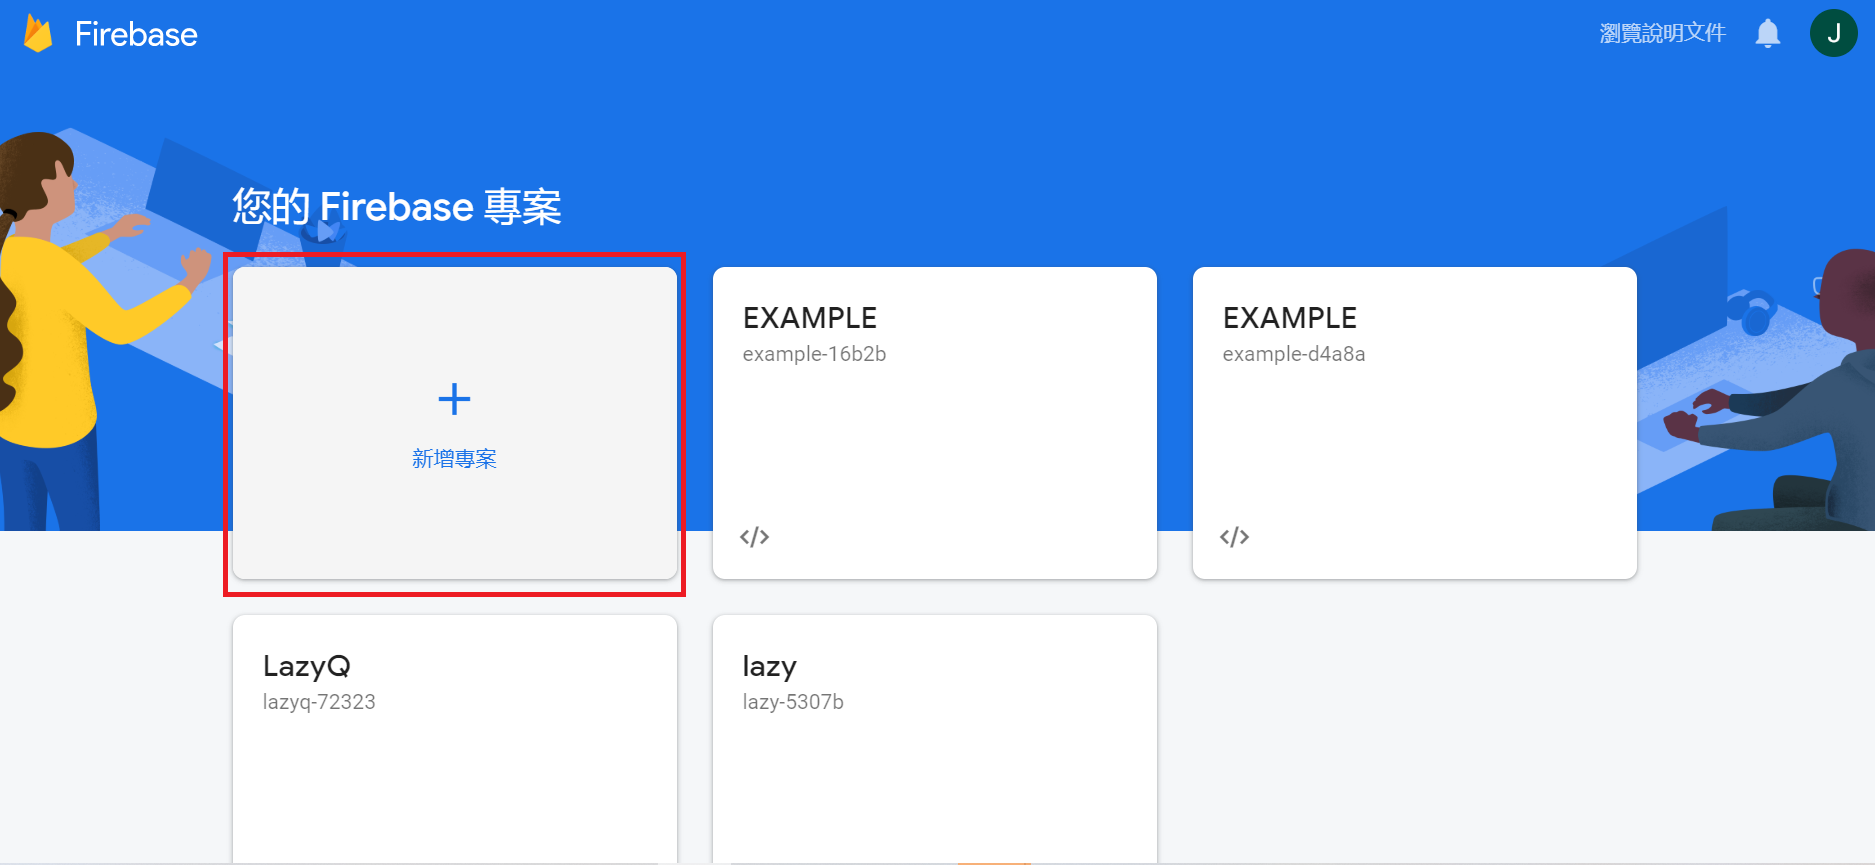 Firebase
瀏覽說明文件
J
您的 Firebase 專案
新增專案
EXAMPLE
example-16b2b
</>
EXAMPLE
example-d4a8a
</>
LazyQ
lazyq-72323
lazy
lazy-5307b